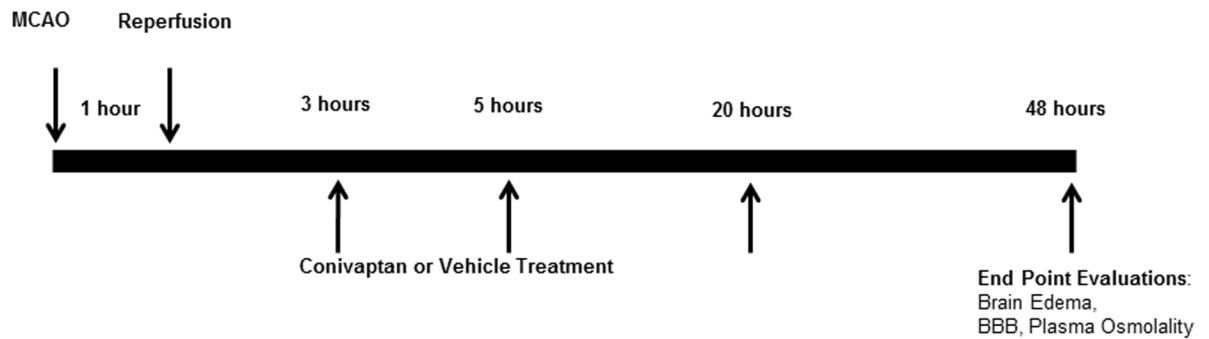 MCAO
Reperfusion
1 hour
3 hours
5 hours
20 hours
48 hours
Conivaptan or Vehicle Treatment
End Point Evaluations:
Brain Edema,
BBB, Plasma Osmolality